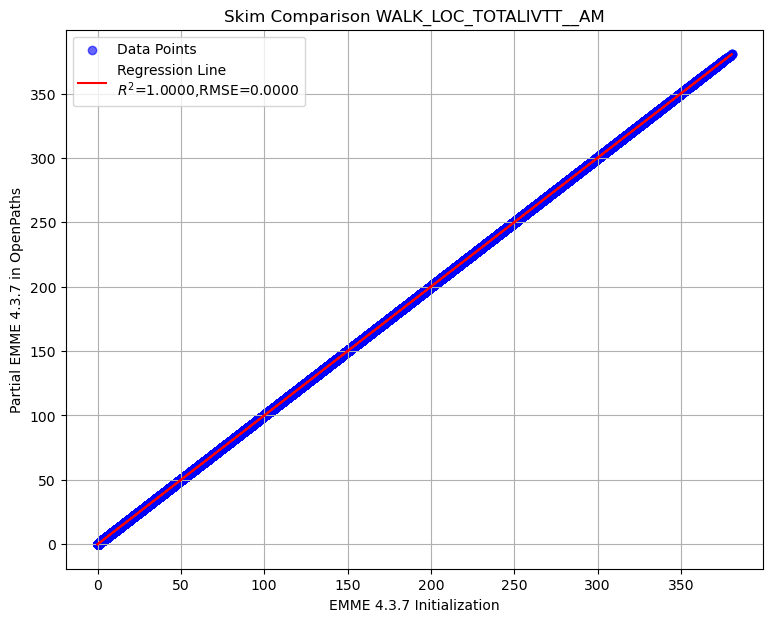 Skim Comparison WALK_LOC_TOTALIVTT__AM
Data Points
Regression Line
$R^2$=1.0000,RMSE=0.0000
Partial EMME 4.3.7 in OpenPaths
350
300
250
200
150
100
50
0
0 50 100 150 200 250 300 350
EMME 4.3.7 Initialization